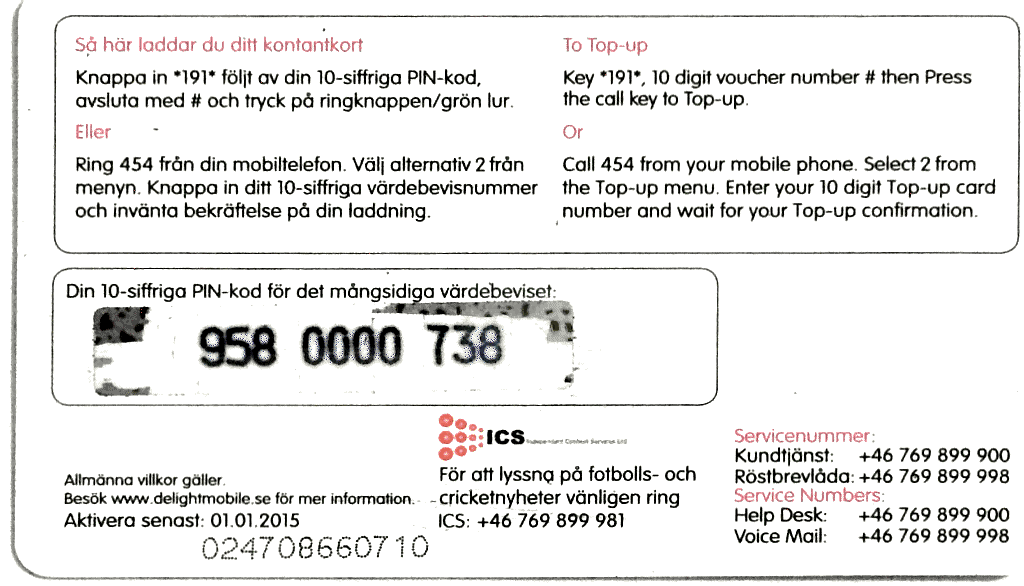 Så här laddar du ditt kontantkort
Knappa in *191* följt av din 10-siffriga PIN-kod,
avsluta med # och tryck på ringknappen/grön lur.
Eller
Ring 454 från din mobiltelefon. Välj alternativ 2 från
menyn. Knappa in ditt 10-siffriga värdebevisnummer
och invänta bekräftelse på din laddning.
To Top-up
Key *191*, 10 digit voucher number # then Press
the call key to Top-up.
Or
Call 454 from your mobile phone. Select 2 from
the Top-up menu. Enter your 10 digit Top-up card
number and wait for your Top-up confirmation.
Din 10-siffriga PIN-kod för det mångsidiga värdebeviset:
958 0000 738
Allmänna villkor gäller.
Besök www.delightmobile.se för mer information.
Aktivera senast: 01.01.2015
024708660710
ICS Independent Content Services Ltd
För att lyssna på fotbolls- och
cricketnyheter vänligen ring
ICS: +46 769 899 981
Servicenummer:
Kundtjänst: +46 769 899 900
Röstbrevlåda: +46 769 899 998
Service Numbers:
Help Desk: +46 769 899 900
Voice Mail: +46 769 899 998